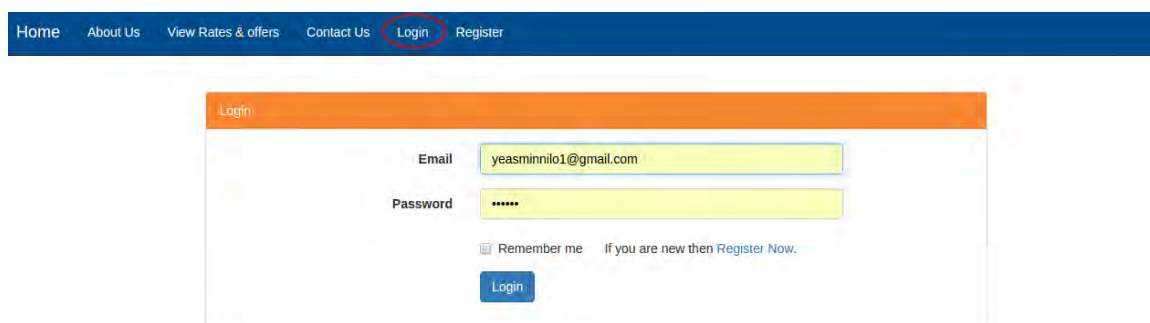 Home About Us View Rates & offers Contact Us Login Register
Login
Email yeasminnilo1@gmail.com
Password ••••••
Remember me If you are new then Register Now.
Login